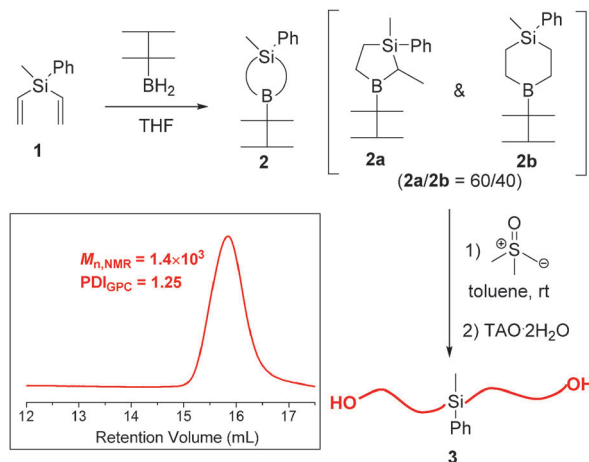 Ph
Si
1
BH2
THF
Ph
Si
B
2
Si
Ph
B
2a
&
Ph
Si
B
2b
(2a/2b = 60/40)
1)
O
+
S
⊖
toluene, rt
2) TAO·2H2O
Mn,NMR = 1.4×10³
PDIGPC = 1.25
12 13 14 15 16 17
Retention Volume (mL)
HO
Si
Ph
OH
3